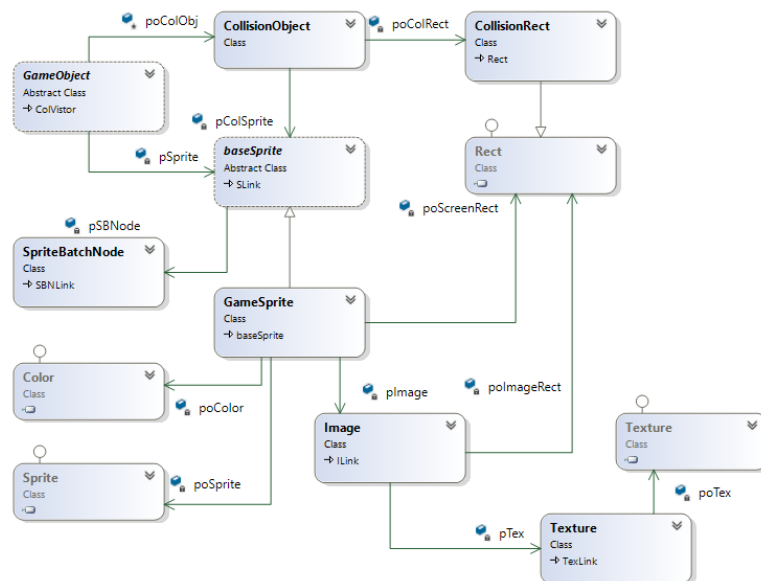 poColObj
CollisionObject
Class
poColRect
CollisionRect
Class
Rect
GameObject
Abstract Class
ColVistor
pColSprite
pSprite
baseSprite
Abstract Class
SLink
Rect
Class
poScreenRect
pSBNode
SpriteBatchNode
Class
SBNLink
GameSprite
Class
baseSprite
Color
Class
poColor
pImage
poImageRect
Image
Class
ILink
Texture
Class
Sprite
Class
poSprite
poTex
pTex
Texture
Class
TexLink